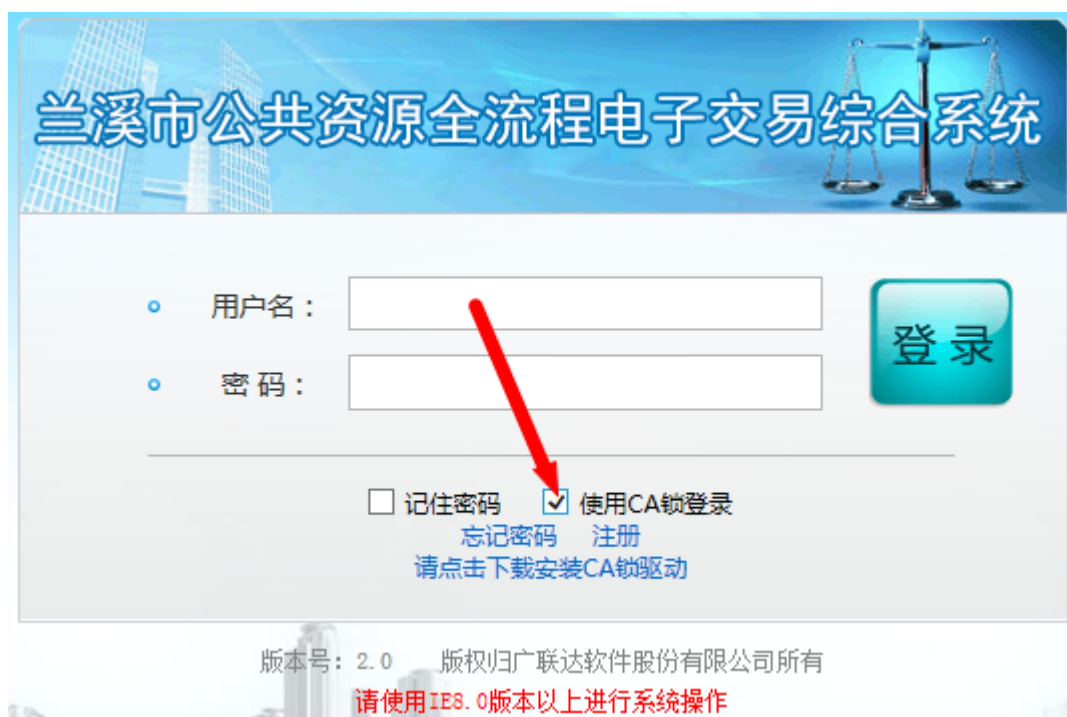 兰溪市公共资源全流程电子交易综合系统
用户名：
登 录
密 码：
记住密码 使用CA锁登录
忘记密码 注册
请点击下载安装CA锁驱动
版本号：2.0 版权归广联达软件股份有限公司所有
请使用IE8.0版本以上进行系统操作